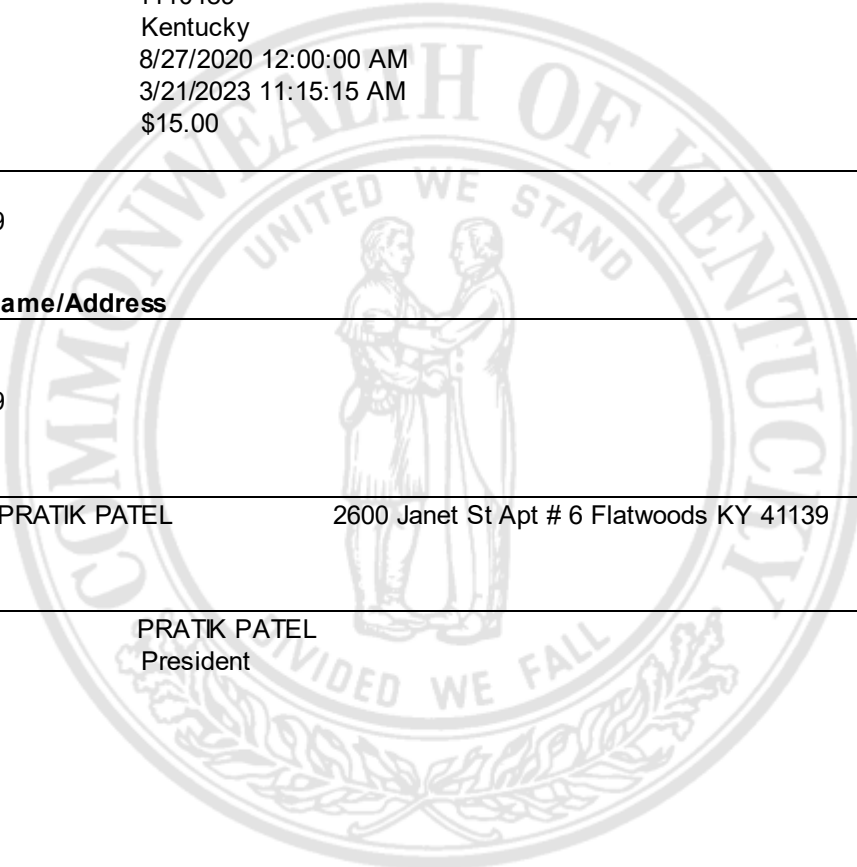 Kentucky
8/27/2020 12:00:00 AM
3/21/2023 11:15:15 AM
$15.00
9
ame/Address
9
PRATIK PATEL 2600 Janet St Apt # 6 Flatwoods KY 41139
PRATIK PATEL
President
COMMONWEALTH OF KENTUCKY
UNITED WE STAND
DIVIDED WE FALL